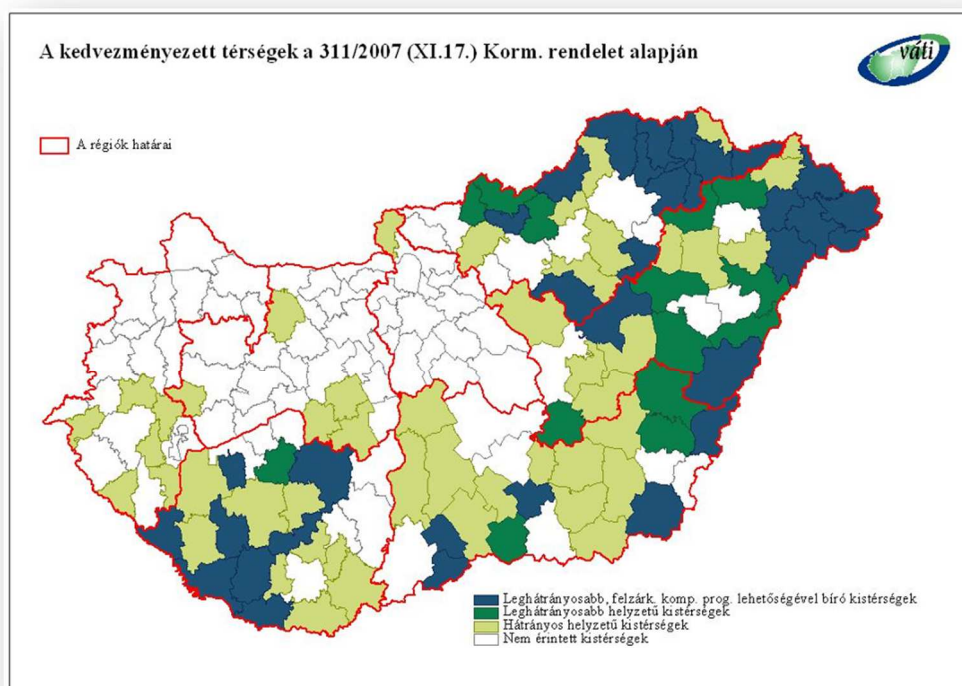 A kedvezményezett térségek a 311/2007 (XI.17.) Korm. rendelet alapján
váti
A régiók határai
Leghátrányosabb, felzárk. komp. prog. lehetőségével bíró kistérségek
Leghátrányosabb helyzetű kistérségek
Hátrányos helyzetű kistérségek
Nem érintett kistérségek